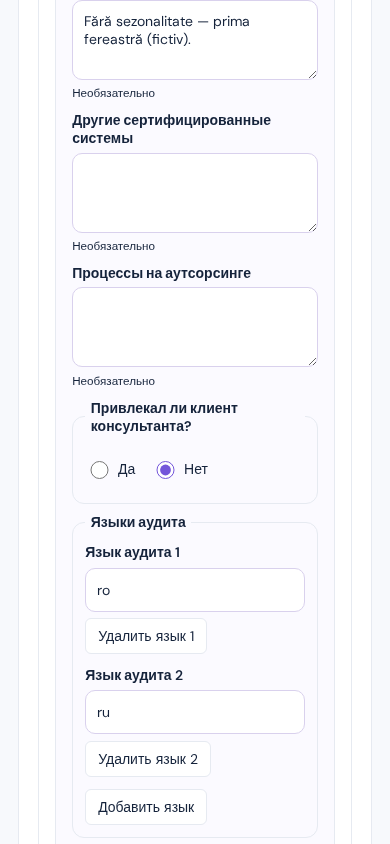 Fără sezonalitate — prima
fereastră (fictiv).
Необязательно
Другие сертифицированные
системы
Необязательно
Процессы на аутсорсинге
Необязательно
Привлекал ли клиент
консультанта?
Да
Нет
Языки аудита
Язык аудита 1
ro
Удалить язык 1
Язык аудита 2
ru
Удалить язык 2
Добавить язык